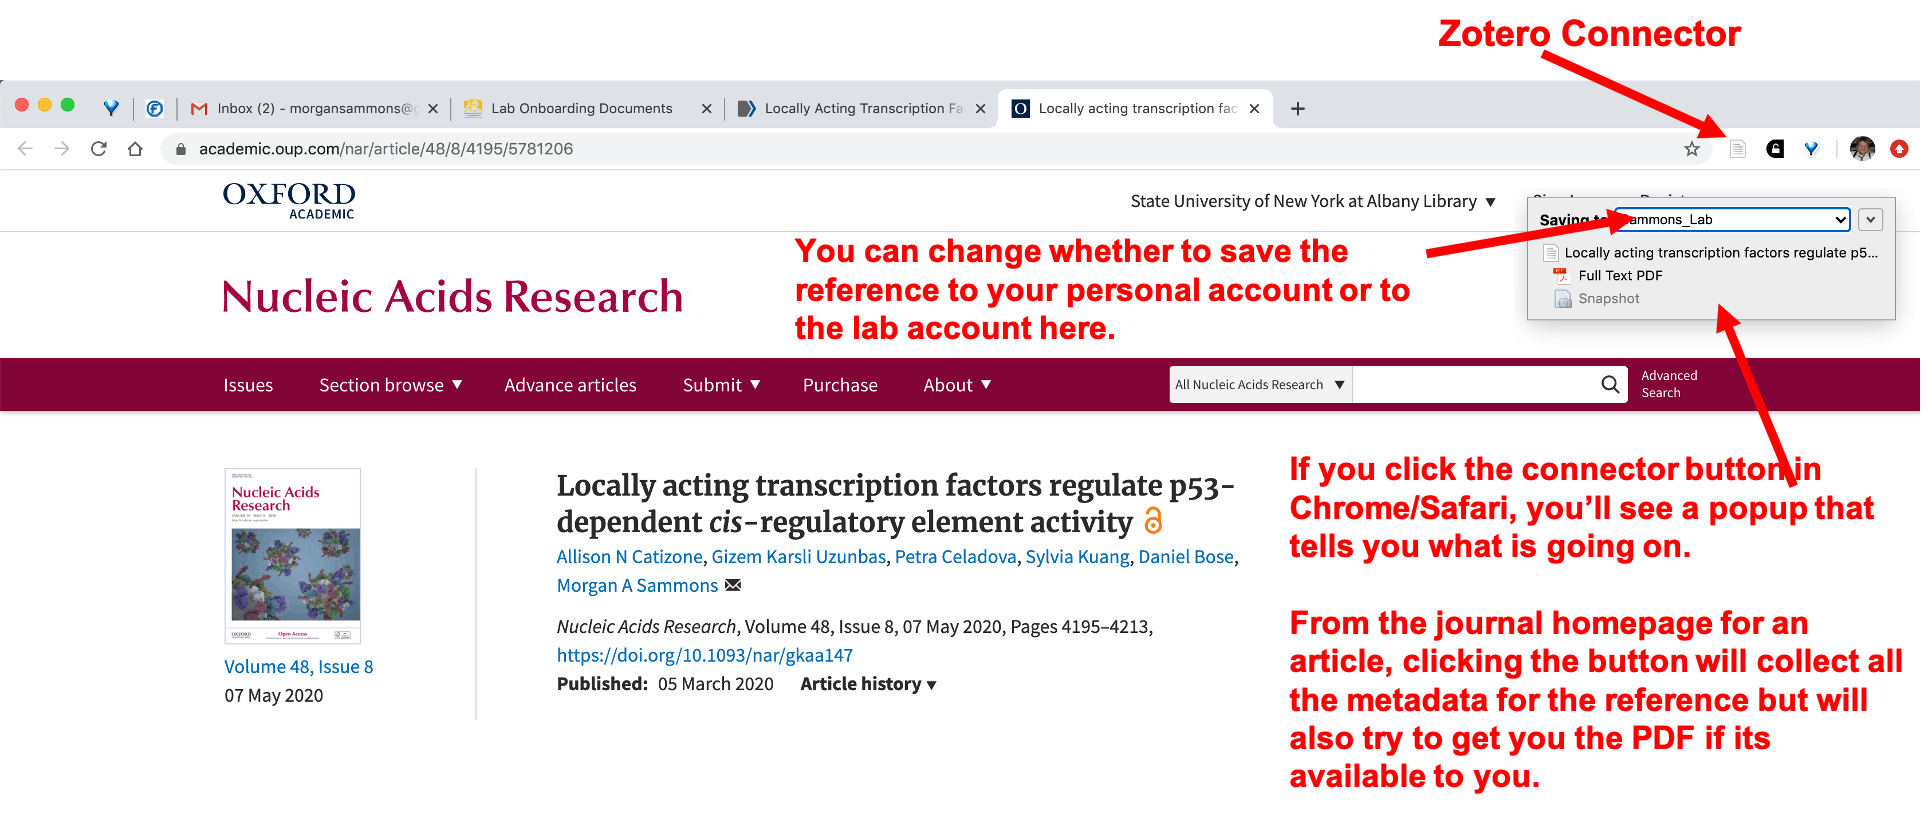 Zotero Connector
Inbox (2) - morgansammons@
Lab Onboarding Documents
Locally Acting Transcription Fa
Locally acting transcription fac
academic.oup.com/nar/article/48/8/4195/5781206
OXFORD
ACADEMIC
State University of New York at Albany Library ▼
Saving to
ammons_Lab
Locally acting transcription factors regulate p5...
Full Text PDF
Snapshot
You can change whether to save the
reference to your personal account or to
the lab account here.
Nucleic Acids Research
Issues Section browse ▼ Advance articles Submit ▼ Purchase About ▼
All Nucleic Acids Research ▼
Advanced
Search
If you click the connector button in
Chrome/Safari, you’ll see a popup that
tells you what is going on.
From the journal homepage for an
article, clicking the button will collect all
the metadata for the reference but will
also try to get you the PDF if its
available to you.
Nucleic Acids
Research
OXFORD
Open Access
Volume 48, Issue 8
07 May 2020
Locally acting transcription factors regulate p53-
dependent cis-regulatory element activity
Allison N Catizone, Gizem Karsli Uzunbas, Petra Celadova, Sylvia Kuang, Daniel Bose,
Morgan A Sammons
Nucleic Acids Research, Volume 48, Issue 8, 07 May 2020, Pages 4195–4213,
https://doi.org/10.1093/nar/gkaa147
Published: 05 March 2020 Article history ▼